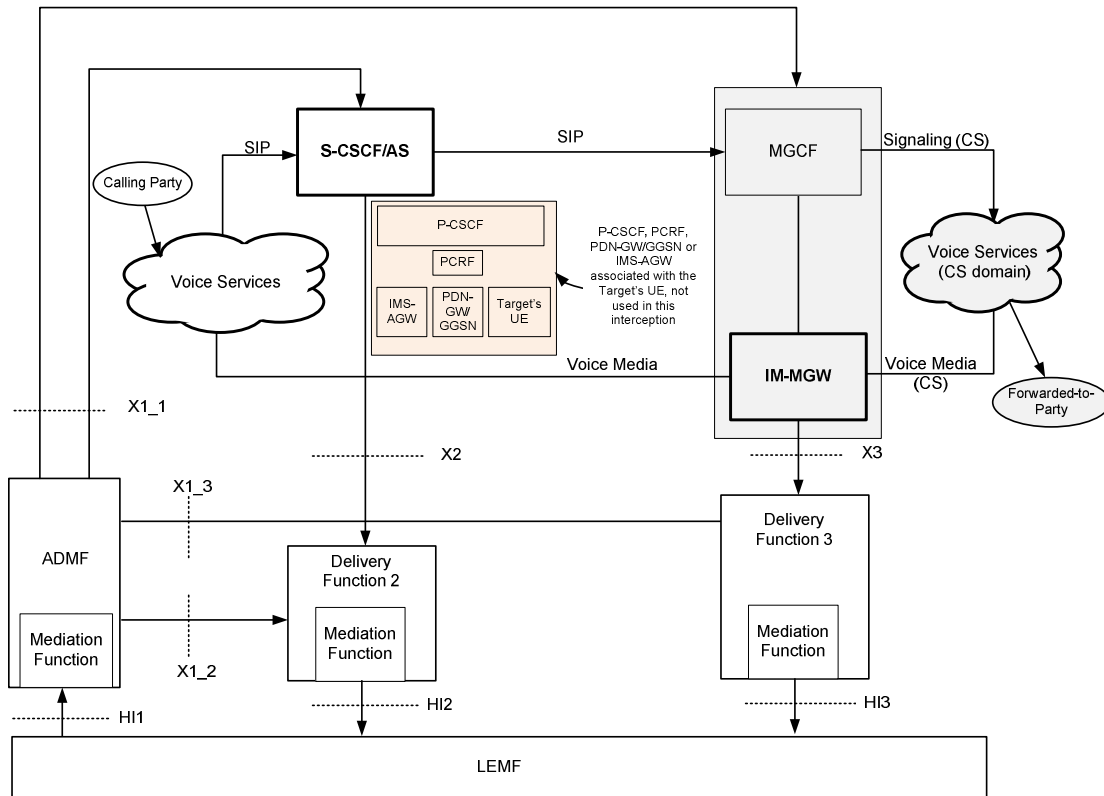 SIP
S-CSCF/AS
SIP
MGCF
Signaling (CS)
Calling Party
Voice Services
P-CSCF
PCRF
IMS-
AGW
PDN-
GW/
GGSN
Target's
UE
P-CSCF, PCRF,
PDN-GW/GGSN or
IMS-AGW
associated with the
Target's UE, not
used in this
interception
Voice Services
(CS domain)
Voice Media
IM-MGW
Voice Media
(CS)
Forwarded-to-
Party
X1_1
X2
X3
X1_3
ADMF
Mediation
Function
X1_2
Delivery
Function 2
Mediation
Function
Delivery
Function 3
Mediation
Function
HI1
HI2
HI3
LEMF